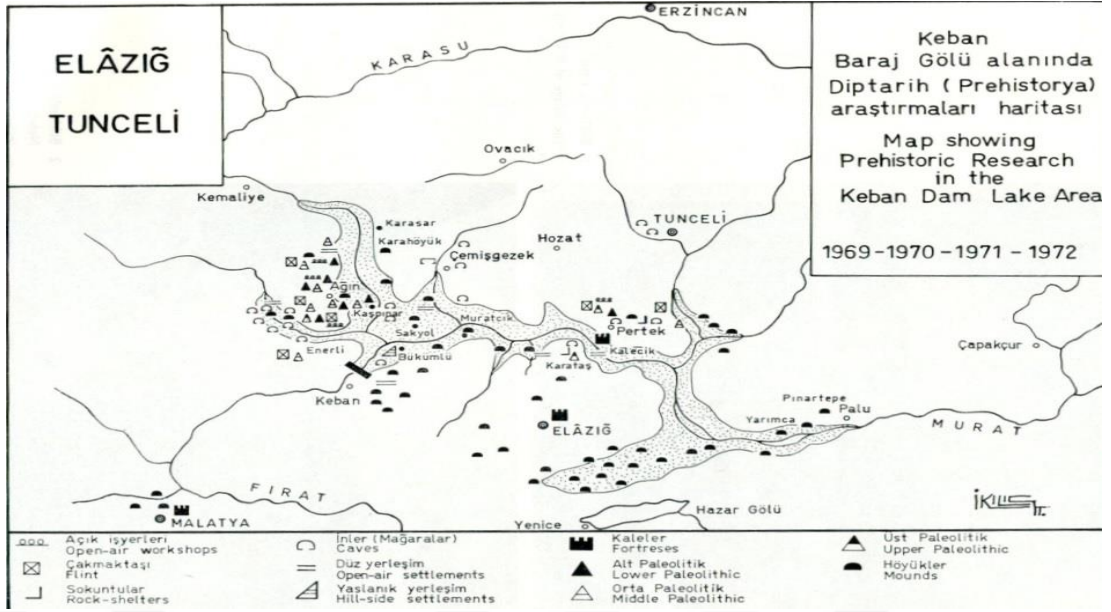 ELÂZIĞ
TUNCELİ
Keban
Baraj Gölü alanında
Diptarih ( Prehistorya)
araştırmaları haritası
Map showing
Prehistoric Research
in the
Keban Dam Lake Area
1969-1970-1971-1972
ERZİNCAN
KARASU
Ovacık
Kemaliye
Karasar
Karahöyük
Çemişgezek
Hozat
TUNCELİ
Ağın
Kaşpınar
Sakyol
Muratcık
Pertek
Enerli
Bükümlü
Kalecik
Karataş
Çapakçur
Keban
Pınartepe
Palu
Yarımca
MURAT
ELÂZIĞ
FIRAT
Hazar Gölü
Yenice
MALATYA
Açık işyerleri
Open-air workshops
Çakmaktaşı
Flint
Sokuntular
Rock-shelters
İnler (Mağaralar)
Caves
Düz yerleşim
Open-air settlements
Yaslanık yerleşim
Hill-side settlements
Kaleler
Fortreses
Alt Paleolitik
Lower Paleolithic
Orta Paleolitik
Middle Paleolithic
Üst Paleolitik
Upper Paleolithic
Höyükler
Mounds